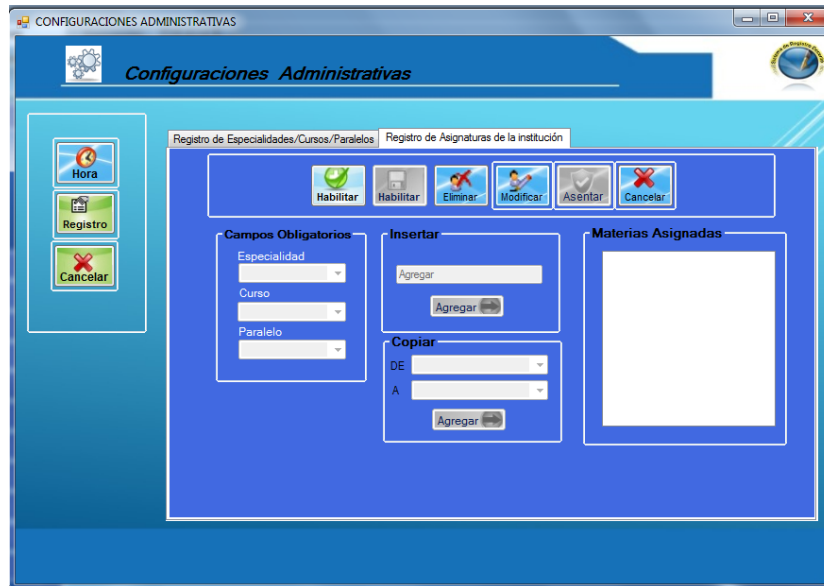 CONFIGURACIONES ADMINISTRATIVAS
Configuraciones Administrativas
Hora
Registro
Cancelar
Registro de Especialidades/Cursos/Paralelos
Registro de Asignaturas de la institución
Habilitar
Habilitar
Eliminar
Modificar
Asentar
Cancelar
Campos Obligatorios
Especialidad
Curso
Paralelo
Insertar
Agregar
Agregar
Copiar
DE
A
Agregar
Materias Asignadas